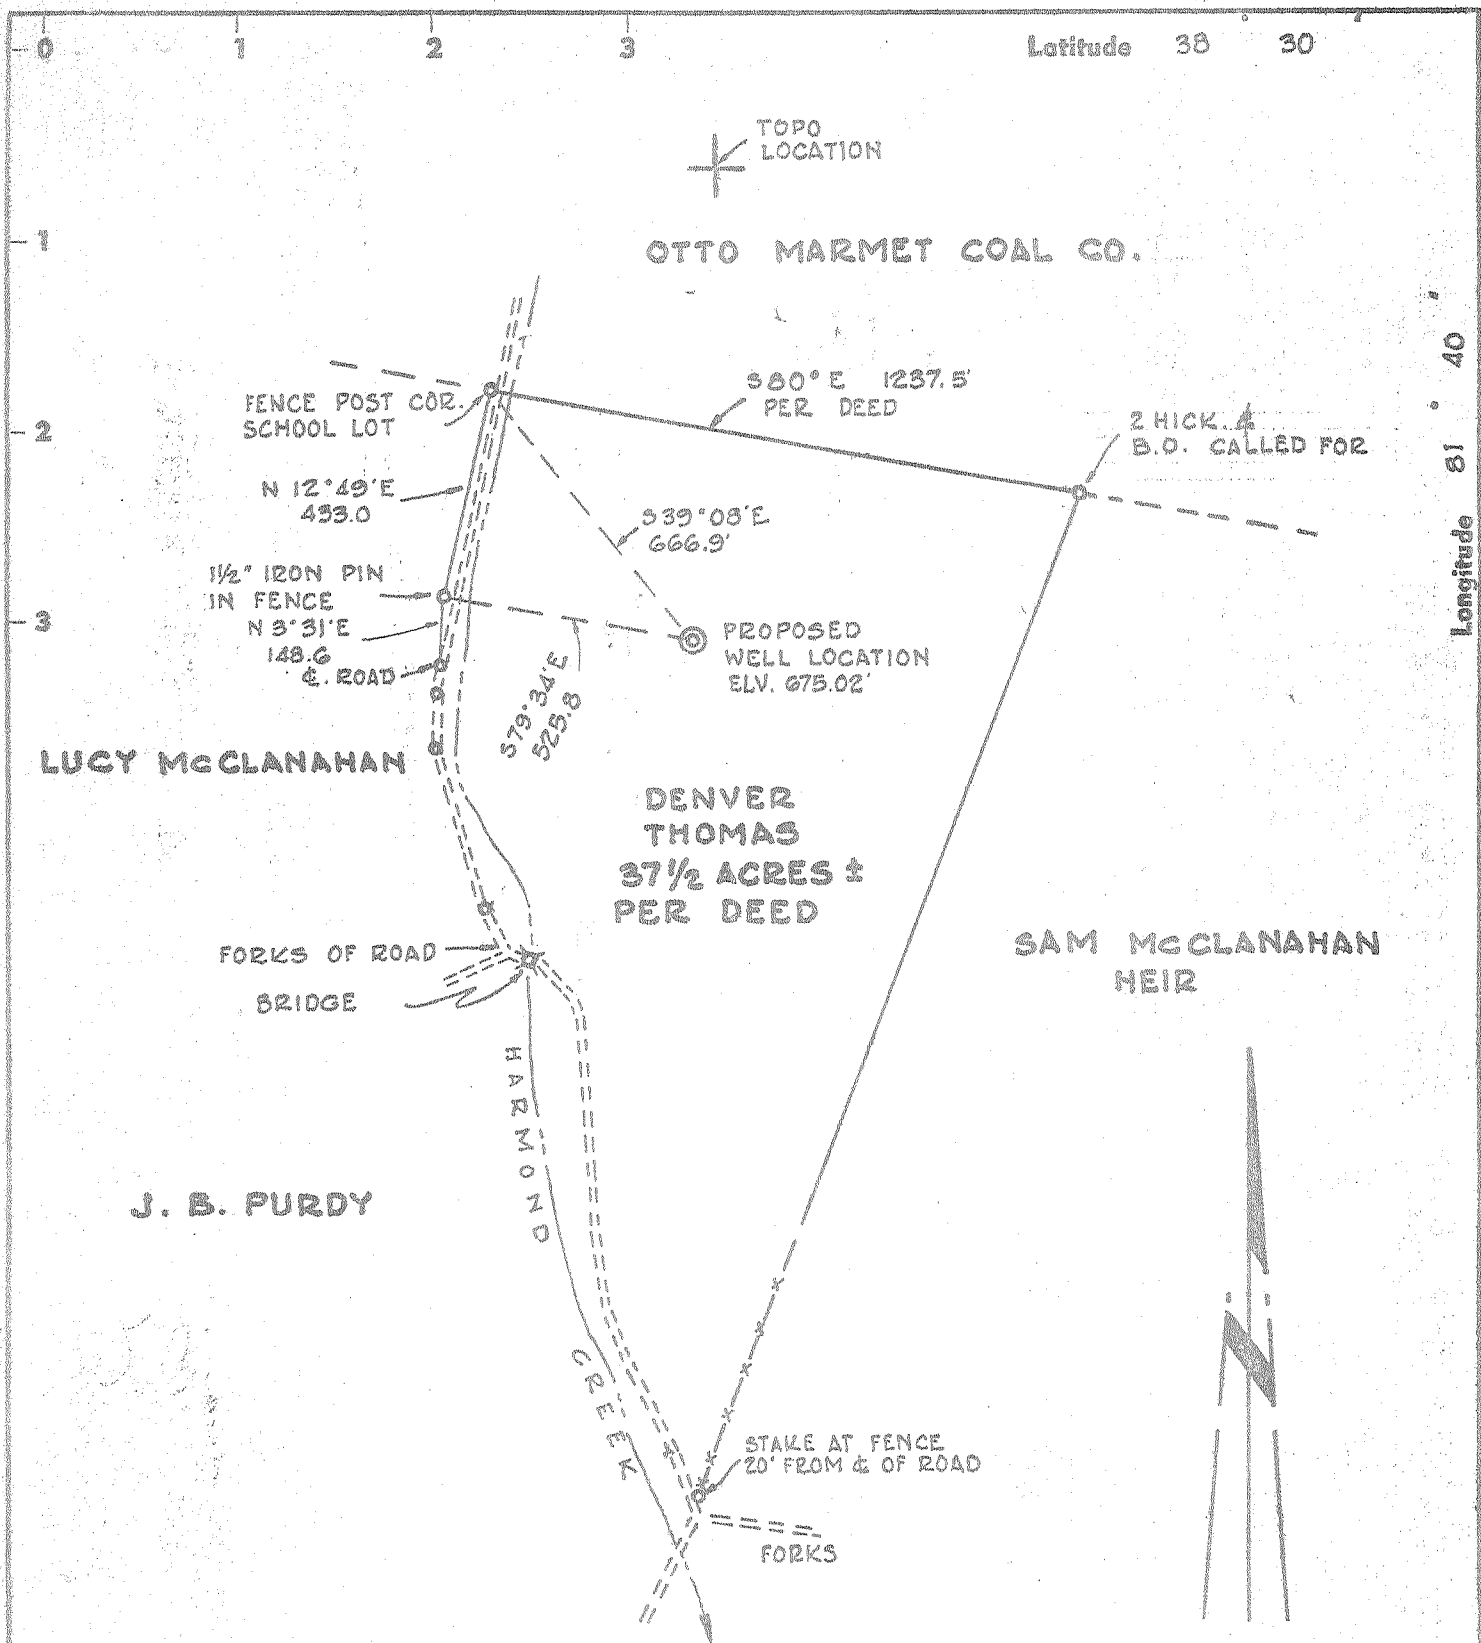 0 1 2 3 Latitude 38 30
TOPO
LOCATION
1
OTTO MARMET COAL CO.
Longitude 81 ° 40 '
S80° E 1237.5'
PER DEED
FENCE POST COR.
SCHOOL LOT
2
2 HICK. &
B.O. CALLED FOR
N 12°49'E
433.0
S39°08'E
666.9'
1 1/2" IRON PIN
IN FENCE
3
N 3°31'E
148.6
℄ ROAD
PROPOSED
WELL LOCATION
ELV. 675.02'
S79°34'E
525.8
LUCY McCLANAHAN
DENVER
THOMAS
37 1/2 ACRES ±
PER DEED
FORKS OF ROAD
BRIDGE
SAM McCLANAHAN
HEIR
HARMOND
CREEK
J. B. PURDY
N
STAKE AT FENCE
20' FROM ℄ OF ROAD
FORKS